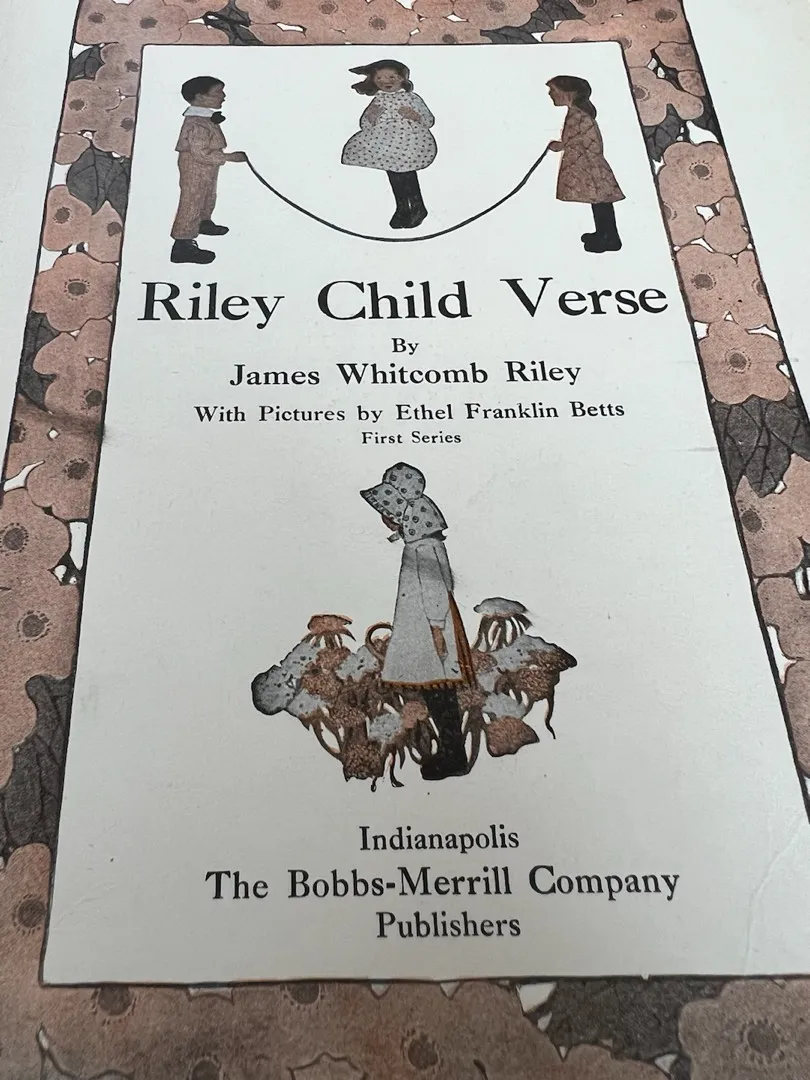 Riley Child Verse
By
James Whitcomb Riley
With Pictures by Ethel Franklin Betts
First Series
Indianapolis
The Bobbs-Merrill Company
Publishers